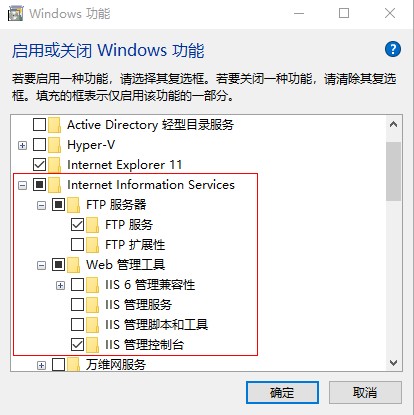 Windows 功能
启用或关闭 Windows 功能
若要启用一种功能，请选择其复选框。若要关闭一种功能，请清除其复选
框。填充的框表示仅启用该功能的一部分。
Active Directory 轻型目录服务
Hyper-V
Internet Explorer 11
Internet Information Services
FTP 服务器
FTP 服务
FTP 扩展性
Web 管理工具
IIS 6 管理兼容性
IIS 管理服务
IIS 管理脚本和工具
IIS 管理控制台
万维网服务
确定
取消